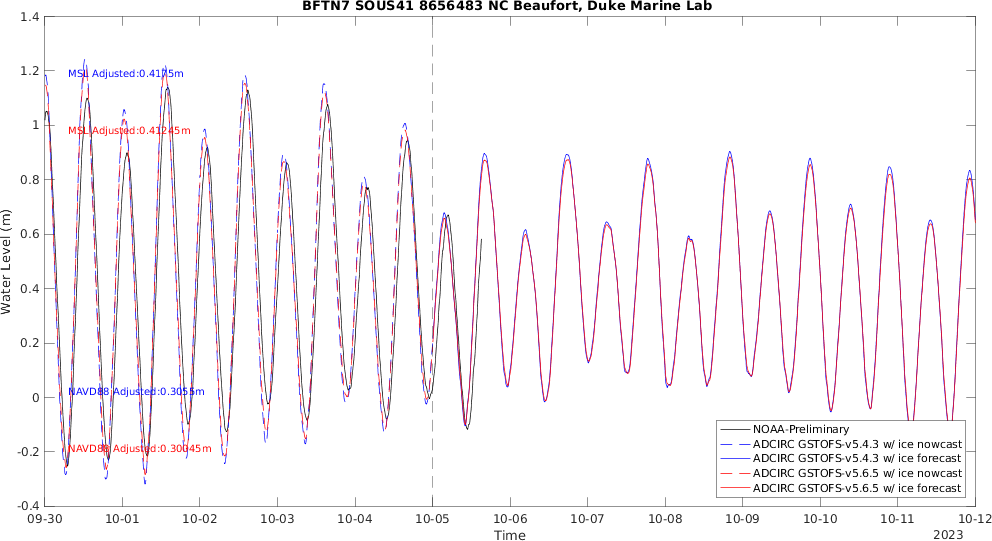 BFTN7 SOUS41 8656483 NC Beaufort, Duke Marine Lab
1.4
1.2
1
0.8
0.6
0.4
0.2
0
-0.2
-0.4
Water Level (m)
MSL Adjusted:0.4175m
MSL Adjusted:0.41245m
NAVD88 Adjusted:0.3055m
NAVD88 Adjusted:0.30045m
NOAA-Preliminary
ADCIRC GSTOFS-v5.4.3 w/ ice nowcast
ADCIRC GSTOFS-v5.4.3 w/ ice forecast
ADCIRC GSTOFS-v5.6.5 w/ ice nowcast
ADCIRC GSTOFS-v5.6.5 w/ ice forecast
09-30 10-01 10-02 10-03 10-04 10-05 10-06 10-07 10-08 10-09 10-10 10-11 10-12
2023
Time